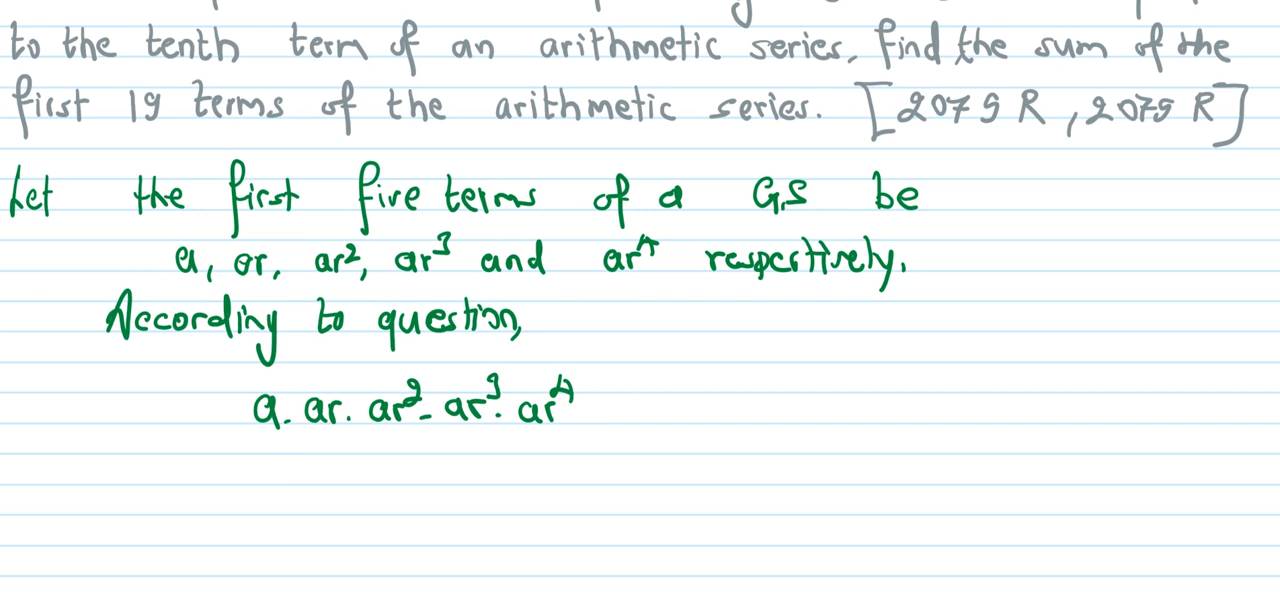 to the tenth term of an arithmetic series, find the sum of the
first 19 terms of the arithmetic series. [2079 R, 2075 R]
Let the first five terms of a G.S be
a, ar, ar², ar³ and ar⁴ respectively.
According to question,
a. ar. ar². ar³. ar⁴